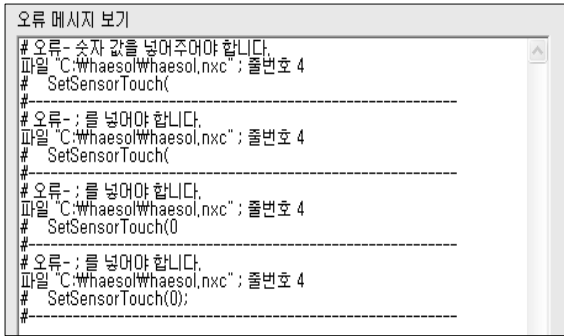 오류 메시지 보기
# 오류- 숫자 값을 넣어주어야 합니다.
파일 "C:₩haesol₩haesol.nxc" ; 줄번호 4
#    SetSensorTouch(
#----------------------------------------------------------
# 오류- ; 를 넣어야 합니다.
파일 "C:₩haesol₩haesol.nxc" ; 줄번호 4
#    SetSensorTouch(
#----------------------------------------------------------
# 오류- ; 를 넣어야 합니다.
파일 "C:₩haesol₩haesol.nxc" ; 줄번호 4
#    SetSensorTouch(0
#----------------------------------------------------------
# 오류- ; 를 넣어야 합니다.
파일 "C:₩haesol₩haesol.nxc" ; 줄번호 4
#    SetSensorTouch(0);
#----------------------------------------------------------